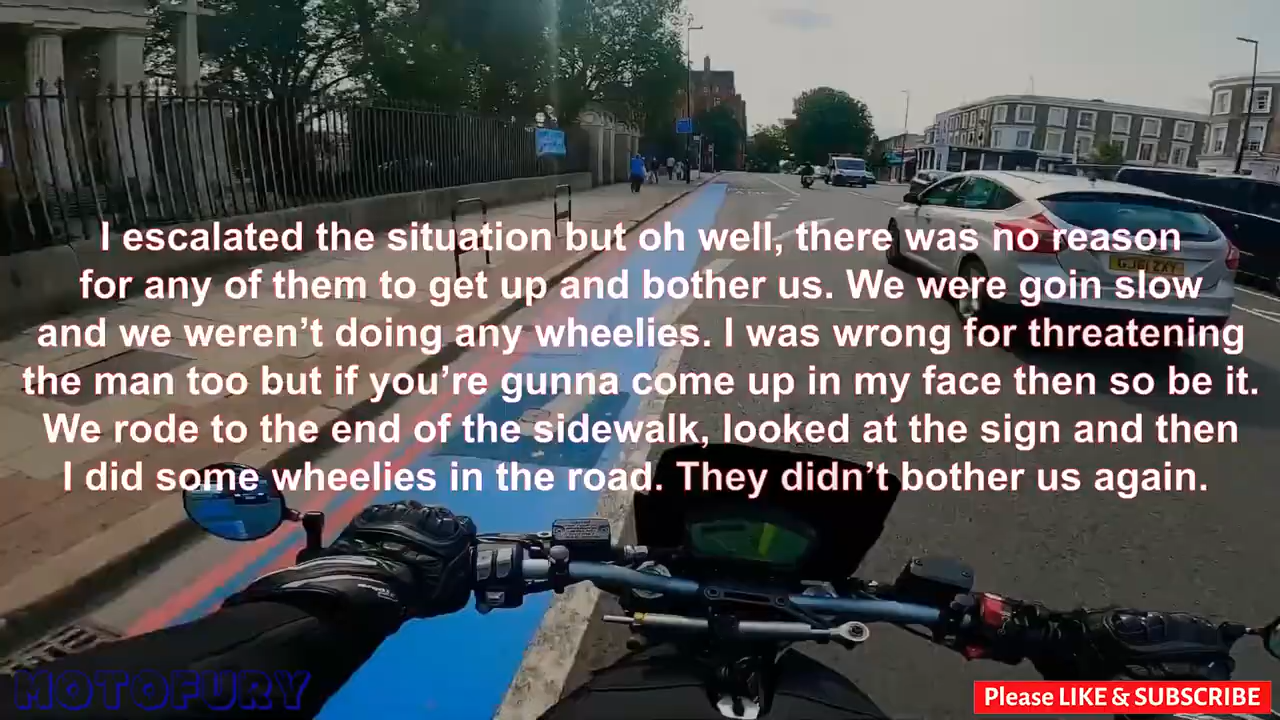 I escalated the situation but oh well, there was no reason
for any of them to get up and bother us. We were goin slow
and we weren't doing any wheelies. I was wrong for threatening
the man too but if you're gunna come up in my face then so be it.
We rode to the end of the sidewalk, looked at the sign and then
I did some wheelies in the road. They didn't bother us again.
MOTOFURY
Please LIKE & SUBSCRIBE